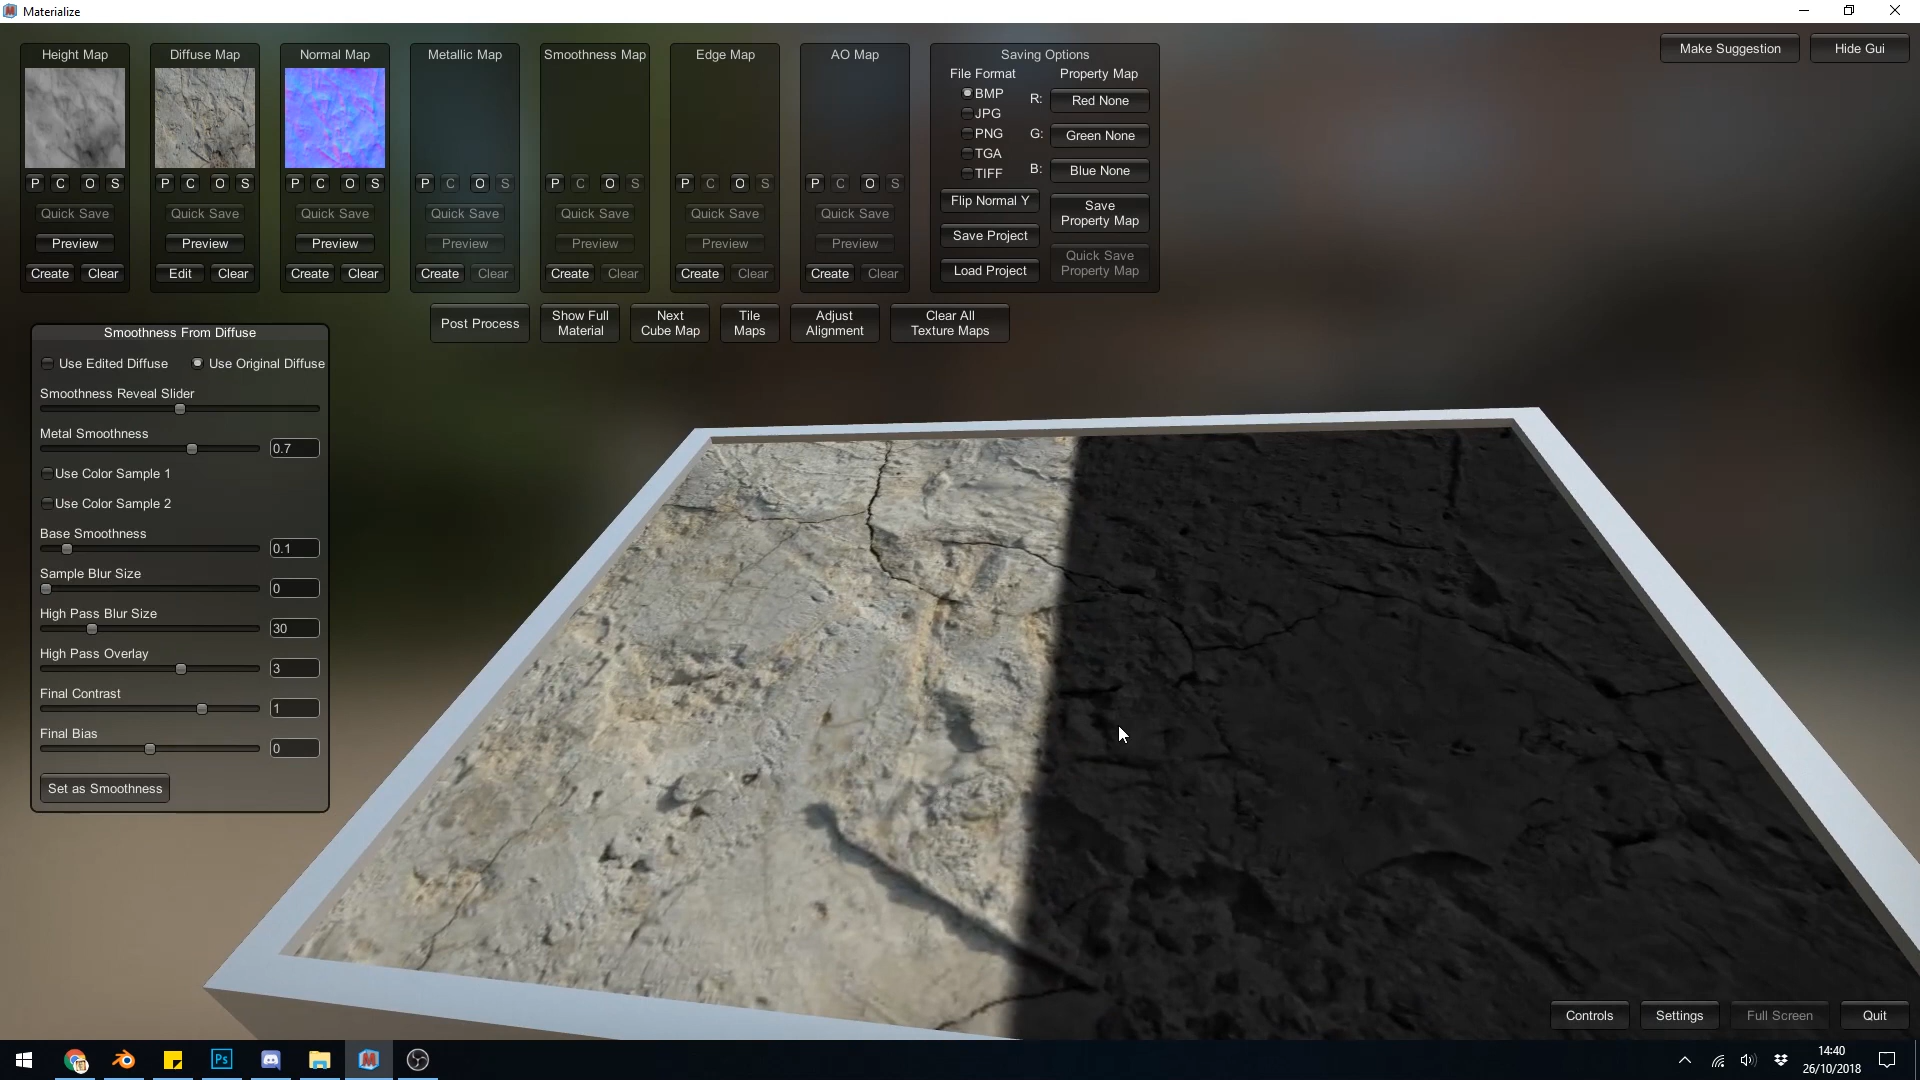 Materialize
Height Map
P C O S
Quick Save
Preview
Create Clear
Diffuse Map
P C O S
Quick Save
Preview
Edit Clear
Normal Map
P C O S
Quick Save
Preview
Create Clear
Metallic Map
P C O S
Quick Save
Preview
Create Clear
Smoothness Map
P C O S
Quick Save
Preview
Create Clear
Edge Map
P C O S
Quick Save
Preview
Create Clear
AO Map
P C O S
Quick Save
Preview
Create Clear
Saving Options
File Format
BMP
JPG
PNG
TGA
TIFF
Flip Normal Y
Save Project
Load Project
Property Map
R: Red None
G: Green None
B: Blue None
Save
Property Map
Quick Save
Property Map
Make Suggestion
Hide Gui
Post Process
Show Full
Material
Next
Cube Map
Tile
Maps
Adjust
Alignment
Clear All
Texture Maps
Smoothness From Diffuse
Use Edited Diffuse Use Original Diffuse
Smoothness Reveal Slider
Metal Smoothness
0.7
Use Color Sample 1
Use Color Sample 2
Base Smoothness
0.1
Sample Blur Size
0
High Pass Blur Size
30
High Pass Overlay
3
Final Contrast
1
Final Bias
0
Set as Smoothness
Controls
Settings
Full Screen
Quit
Ps
14:40
26/10/2018